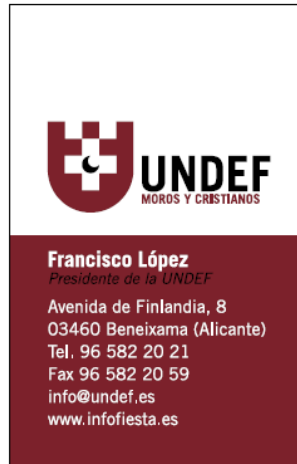 UNDEF
MOROS Y CRISTIANOS
Francisco López
Presidente de la UNDEF
Avenida de Finlandia, 8
03460 Beneixama (Alicante)
Tel. 96 582 20 21
Fax 96 582 20 59
info@undef.es
www.infofiesta.es